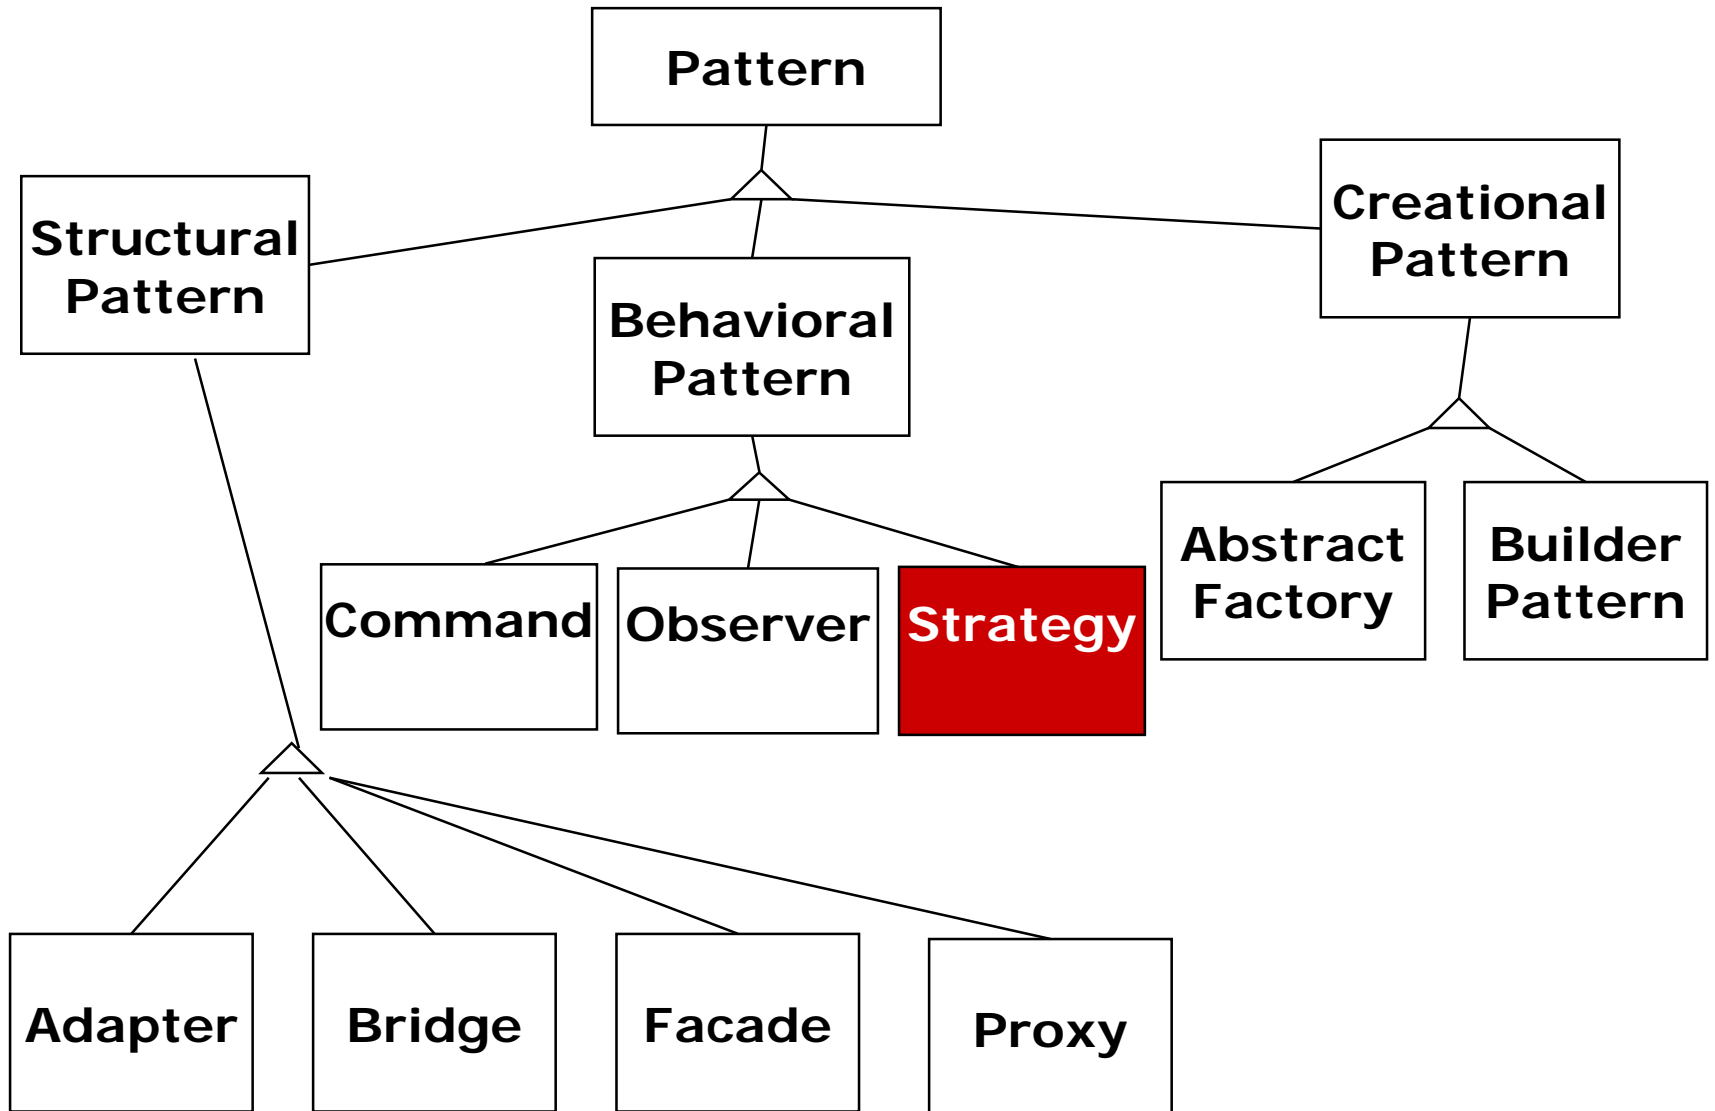 Pattern
Structural
Pattern
Behavioral
Pattern
Creational
Pattern
Command
Observer
Strategy
Abstract
Factory
Builder
Pattern
Adapter
Bridge
Facade
Proxy